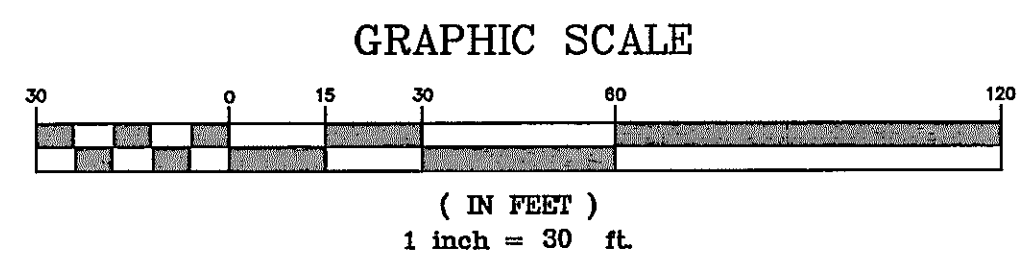 GRAPHIC SCALE
30 0 15 30 60 120
( IN FEET )
1 inch = 30 ft.